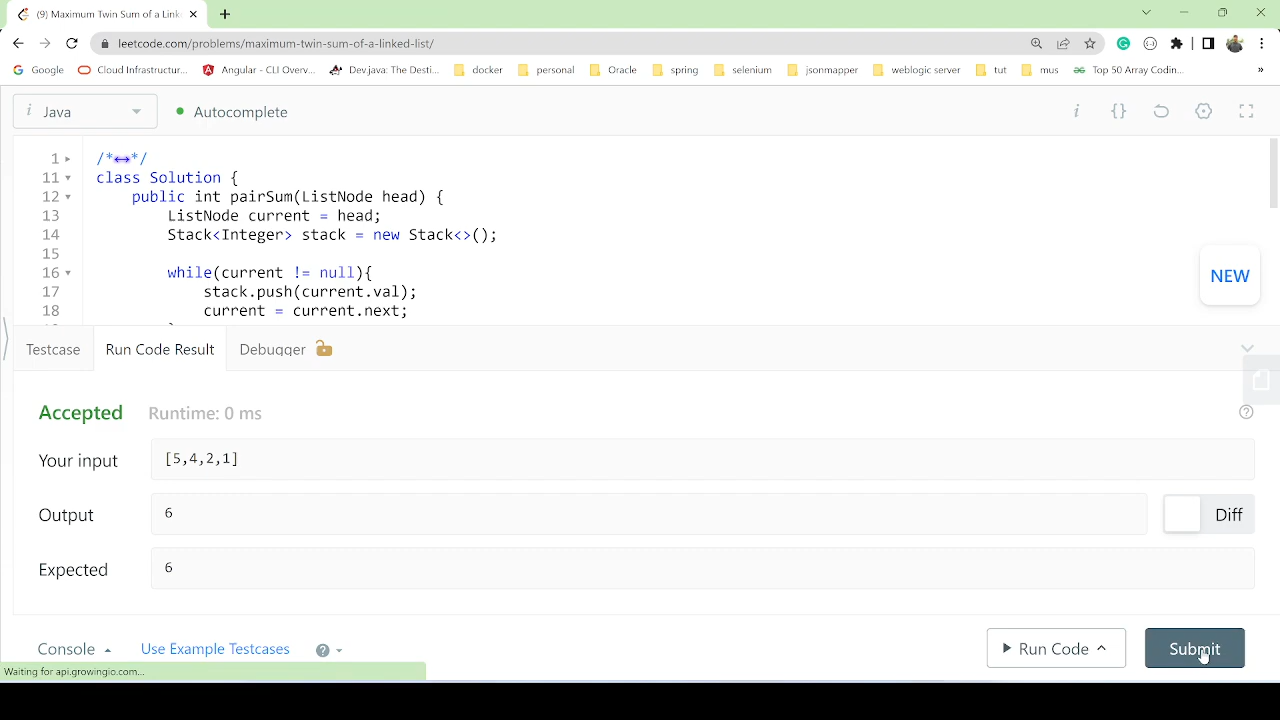 (9) Maximum Twin Sum of a Link
leetcode.com/problems/maximum-twin-sum-of-a-linked-list/
Google Cloud Infrastructur... Angular - CLI Overv... Dev.java: The Desti... docker personal Oracle spring selenium jsonmapper weblogic server tut mus Top 50 Array Codin... »
i Java Autocomplete i {}
1 /*↔*/
11 class Solution {
12 public int pairSum(ListNode head) {
13 ListNode current = head;
14 Stack<Integer> stack = new Stack<>();
15
16 while(current != null){
17 stack.push(current.val);
18 current = current.next;
NEW
Testcase Run Code Result Debugger
Accepted Runtime: 0 ms
Your input [5,4,2,1]
Output 6 Diff
Expected 6
Console Use Example Testcases Run Code Submit
Waiting for api.growingio.com...